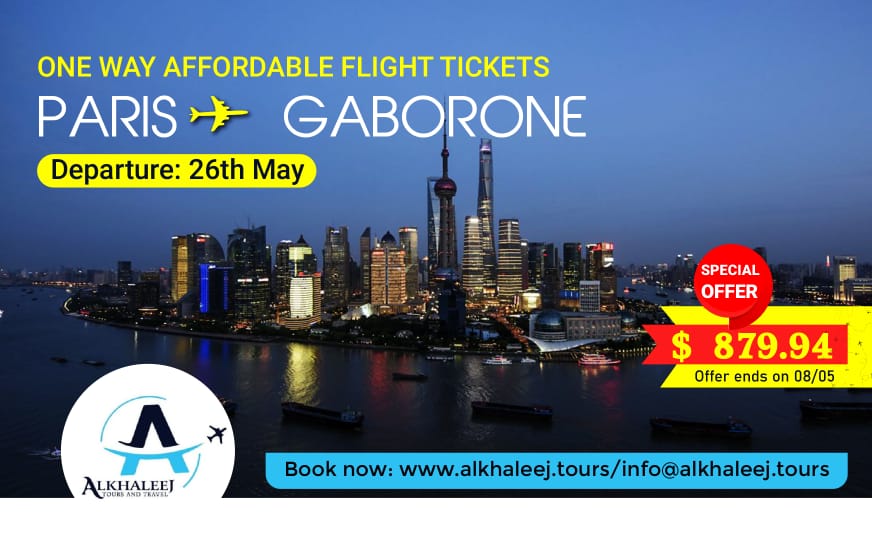 ONE WAY AFFORDABLE FLIGHT TICKETS
PARIS GABORONE
Departure: 26th May
SPECIAL
OFFER
$ 879.94
Offer ends on 08/05
ALKHALEEJ
TOURS AND TRAVEL
Book now: www.alkhaleej.tours/info@alkhaleej.tours